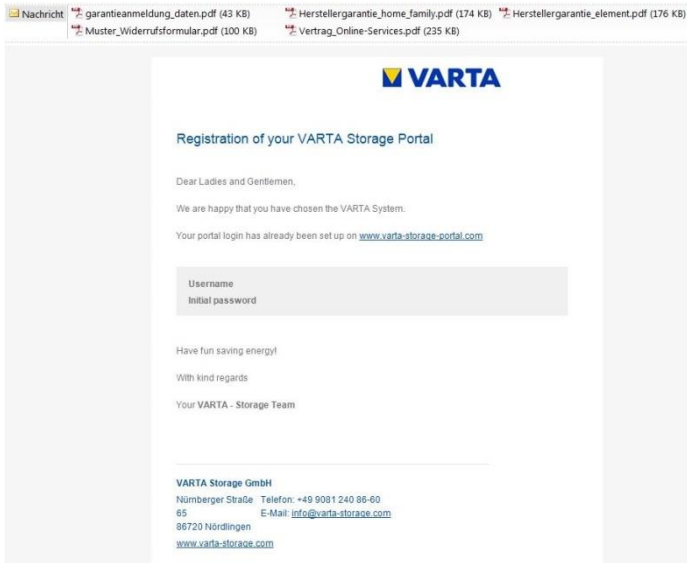 Nachricht garantieanmeldung_daten.pdf (43 KB) Herstellergarantie_home_family.pdf (174 KB) Herstellergarantie_element.pdf (176 KB)
Muster_Widerrufsformular.pdf (100 KB) Vertrag_Online-Services.pdf (235 KB)
VARTA
Registration of your VARTA Storage Portal
Dear Ladies and Gentlemen,
We are happy that you have chosen the VARTA System.
Your portal login has already been set up on www.varta-storage-portal.com
Username
Initial password
Have fun saving energy!
With kind regards
Your VARTA - Storage Team
VARTA Storage GmbH
Nürnberger Straße Telefon: +49 9081 240 86-60
65 E-Mail: info@varta-storage.com
86720 Nördlingen
www.varta-storage.com